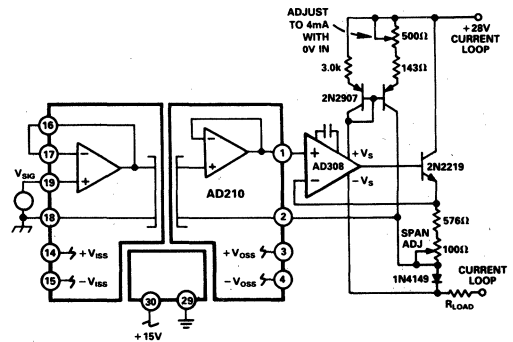 ADJUST
TO 4mA
WITH
0V IN
500Ω
+28V
CURRENT
LOOP
3.0k
143Ω
2N2907
16
17
19
18
14
15
VSIG
+VISS
−VISS
−
+
−
+
AD210
1
2
3
4
+VOSS
−VOSS
30
29
+15V
+
−
AD308
+VS
−VS
2N2219
576Ω
SPAN
ADJ
100Ω
1N4149
CURRENT
LOOP
RLOAD